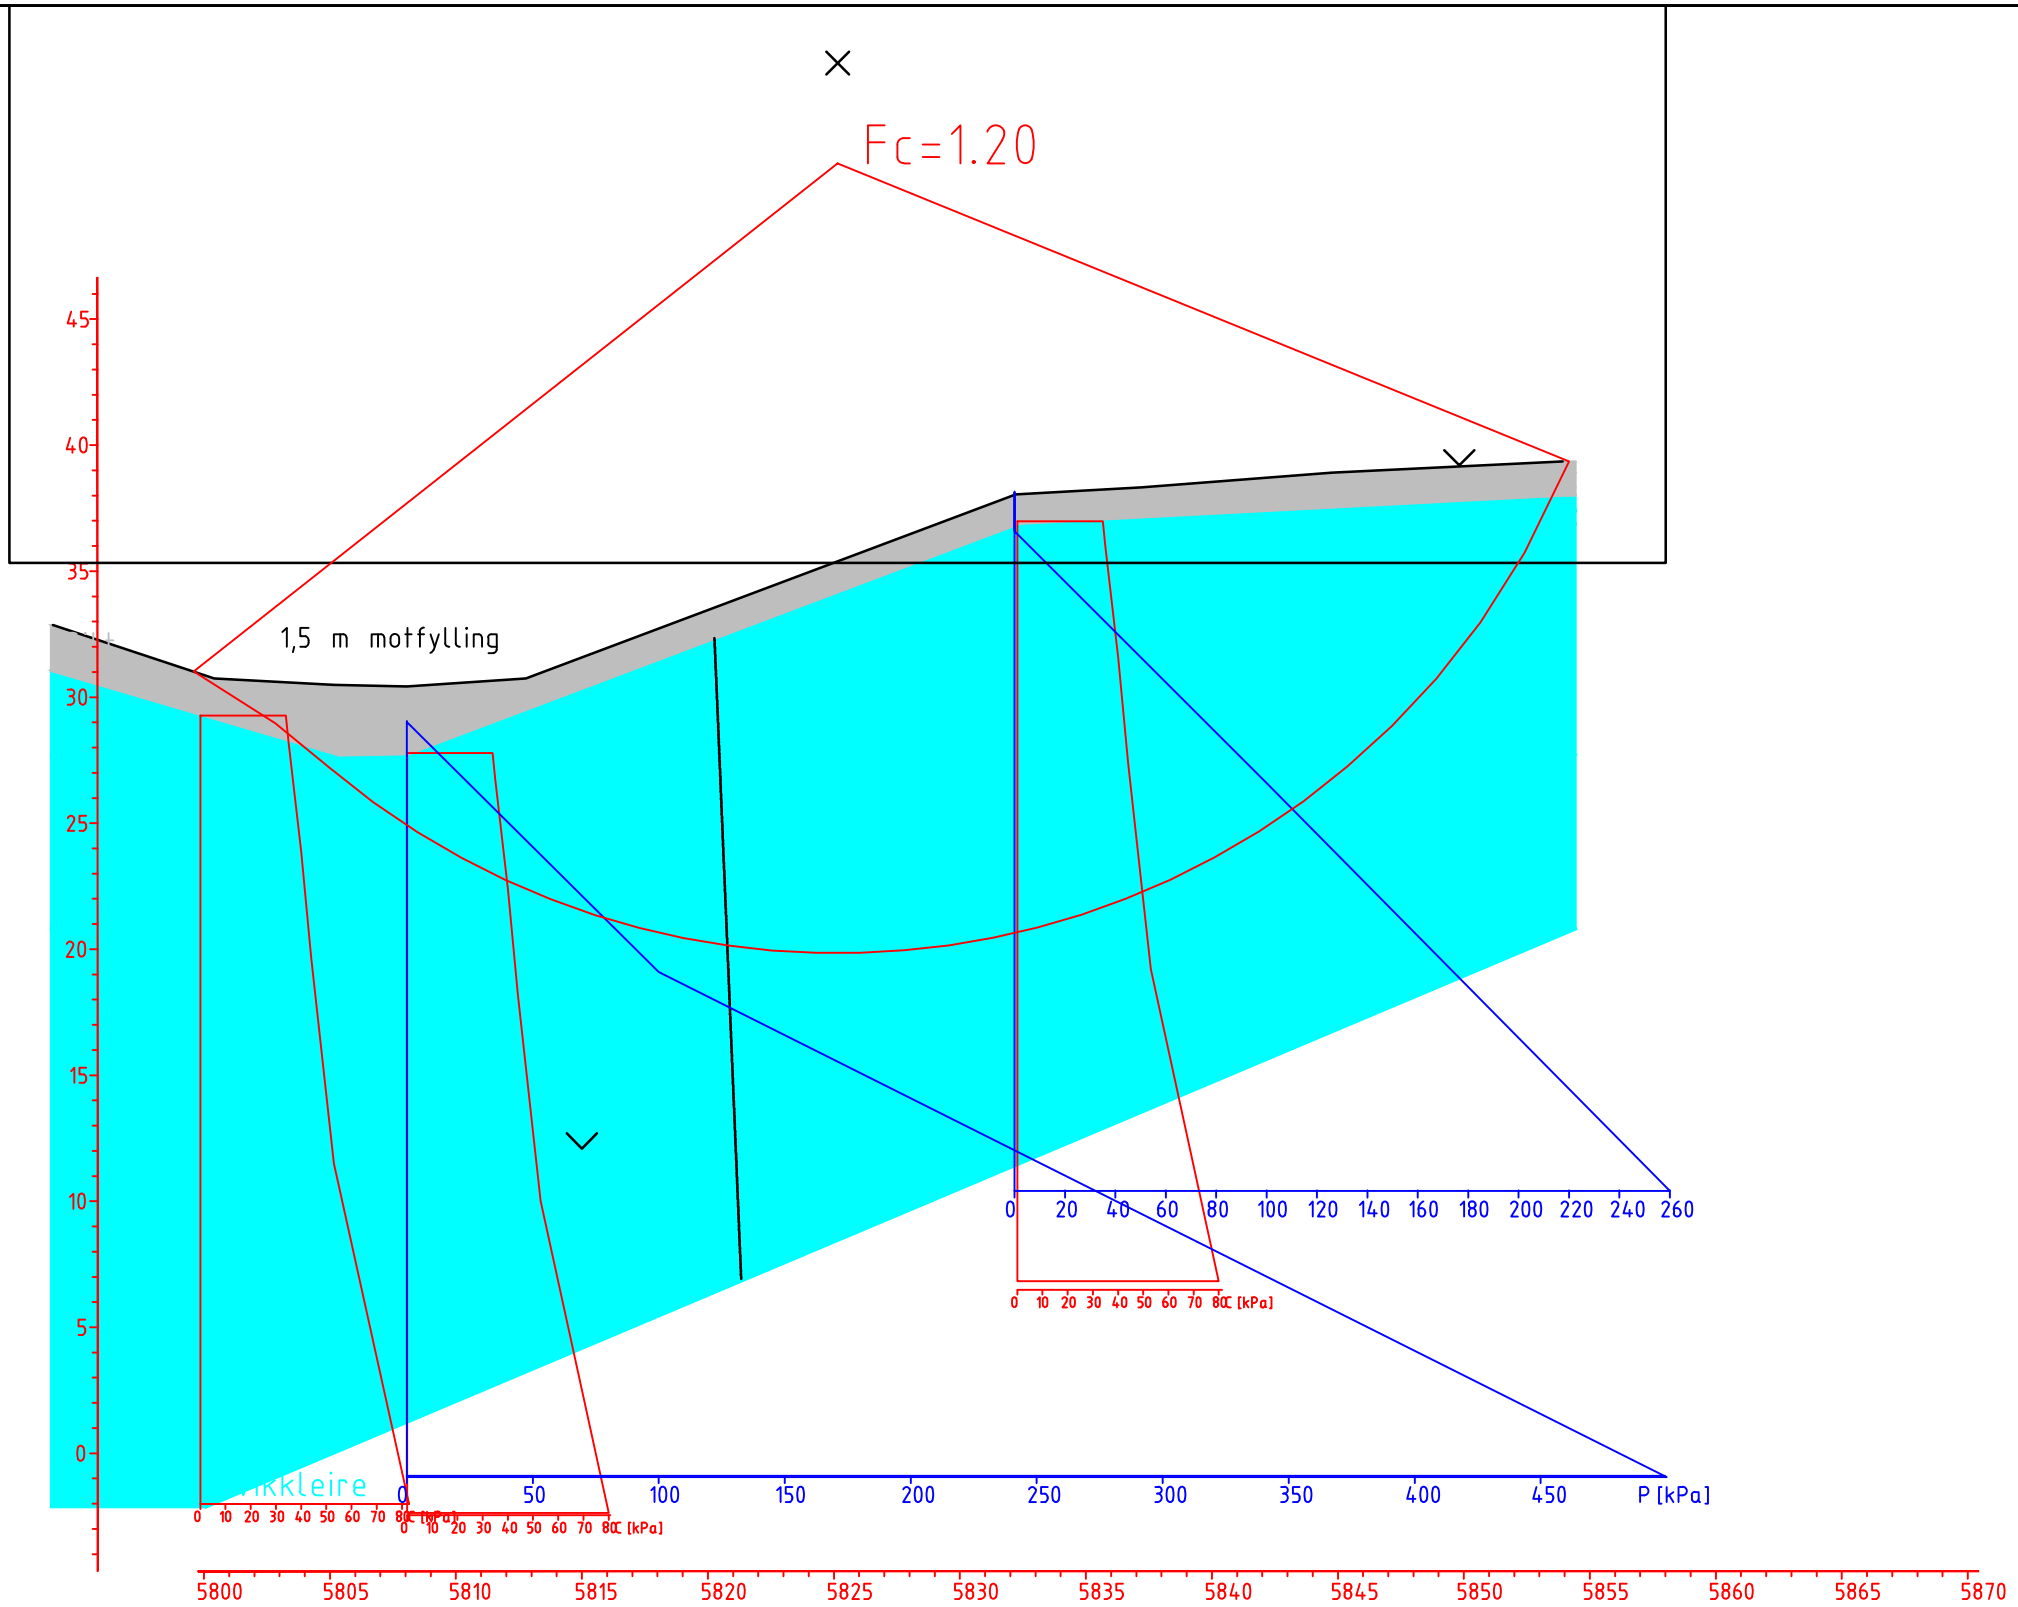 Fc=1.20
45
40
35
1,5 m motfylling
30
25
20
15
10
0 20 40 60 80 100 120 140 160 180 200 220 240 260
0 10 20 30 40 50 60 70 80 C [kPa]
5
0
kkleire
0 50 100 150 200 250 300 350 400 450 P [kPa]
0 10 20 30 40 50 60 70 80 C [kPa]
0 10 20 30 40 50 60 70 80 C [kPa]
5800 5805 5810 5815 5820 5825 5830 5835 5840 5845 5850 5855 5860 5865 5870